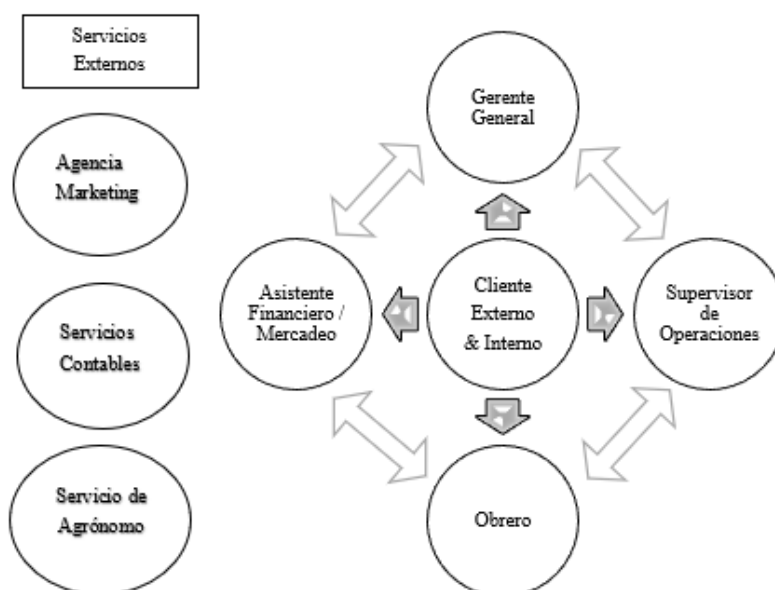 Servicios
Externos
Agencia
Marketing
Servicios
Contables
Servicio de
Agrónomo
Gerente
General
Asistente
Financiero /
Mercadeo
Cliente
Externo
& Interno
Supervisor
de
Operaciones
Obrero